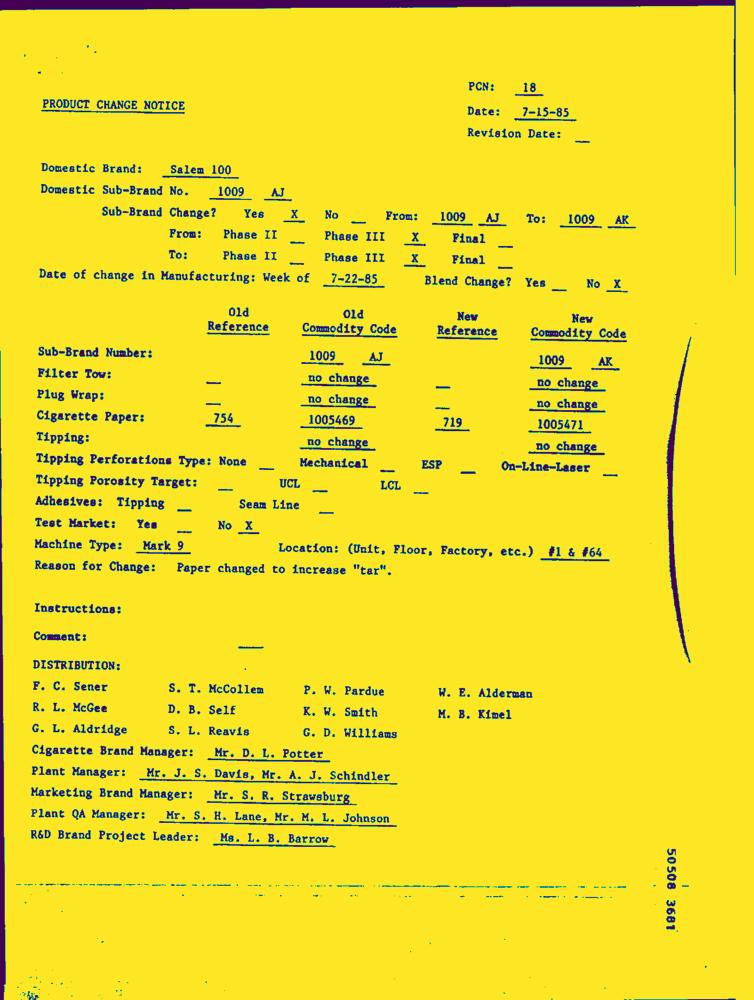 PCN: 18
PRODUCT CHANGE NOTICE
Date: 7-15-85
Revision Date: __
Domestic Brand: Salem 100
Domestic Sub-Brand No. 1009 AJ
Sub-Brand Change? Yes X No __ From: 1009 AJ To: 1009 AK
From: Phase II __ Phase III X Final __
To: Phase II __ Phase III X Final __
Date of change in Manufacturing: Week of 7-22-85 Blend Change? Yes __ No X
Old Reference Old Commodity Code New Reference New Commodity Code
Sub-Brand Number: 1009 AJ 1009 AK
Filter Tow: __ no change __ no change
Plug Wrap: __ no change __ no change
Cigarette Paper: 754 1005469 719 1005471
Tipping: no change no change
Tipping Perforations Type: None __ Mechanical __ ESP __ On-Line-Laser __
Tipping Porosity Target: __ UCL __ LCL __
Adhesives: Tipping __ Seam Line __
Test Market: Yes __ No X
Machine Type: Mark 9 Location: (Unit, Floor, Factory, etc.) #1 & #64
Reason for Change: Paper changed to increase "tar".
Instructions:
Comment:
DISTRIBUTION:
F. C. Sener S. T. McCollem P. W. Pardue W. E. Alderman
R. L. McGee D. B. Self K. W. Smith M. B. Kimel
G. L. Aldridge S. L. Reavis G. D. Williams
Cigarette Brand Manager: Mr. D. L. Potter
Plant Manager: Mr. J. S. Davis, Mr. A. J. Schindler
Marketing Brand Manager: Mr. S. R. Strawsburg
Plant QA Manager: Mr. S. H. Lane, Mr. M. L. Johnson
R&D Brand Project Leader: Ms. L. B. Barrow
50508 3681